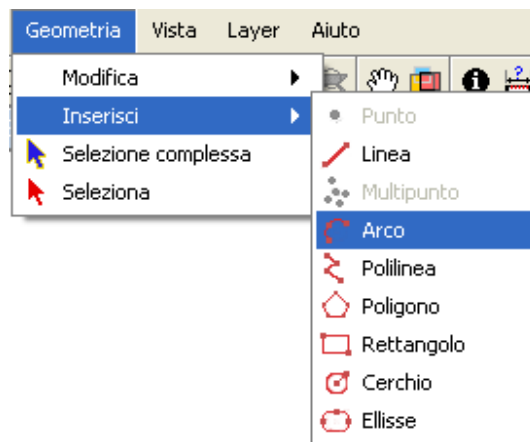 Geometria Vista Layer Aiuto
Modifica
Inserisci
Selezione complessa
Seleziona
Punto
Linea
Multipunto
Arco
Polilinea
Poligono
Rettangolo
Cerchio
Ellisse